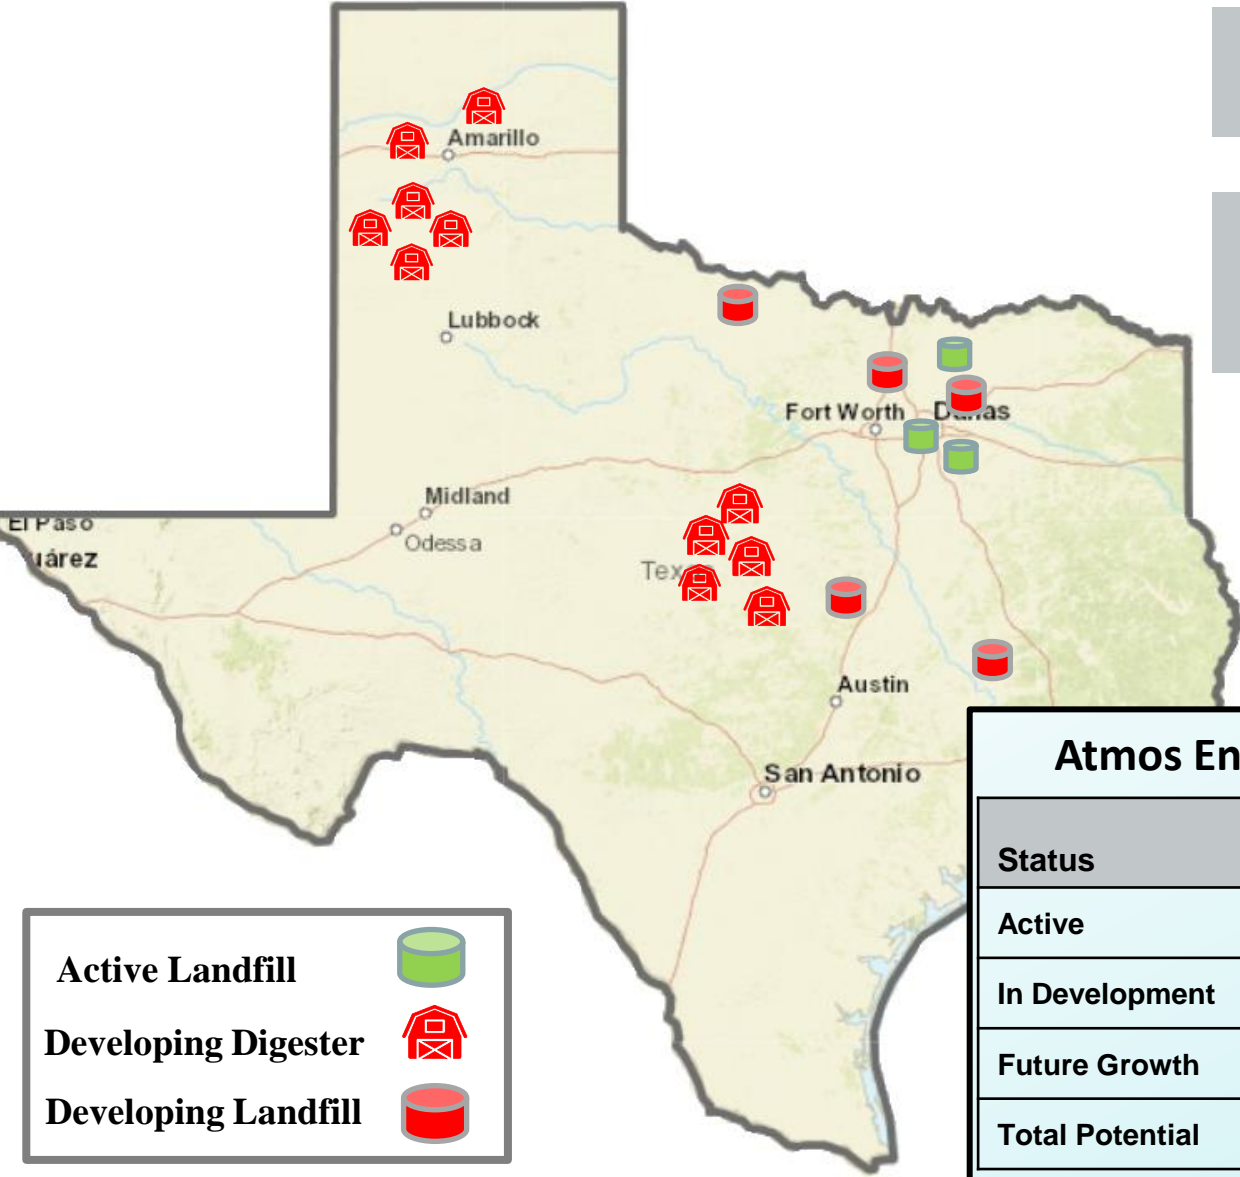 Amarillo
Lubbock
Fort Worth
Midland
Odessa
El Paso
Austin
San Antonio
Atmos En
Status
Active
In Development
Future Growth
Total Potential
Active Landfill
Developing Digester
Developing Landfill